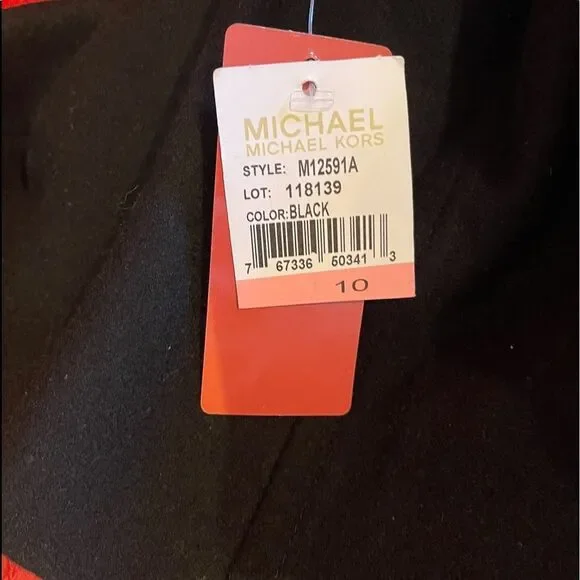 MICHAEL
MICHAEL KORS
STYLE: M12591A
LOT: 118139
COLOR:BLACK
7 67336 50341 3
10